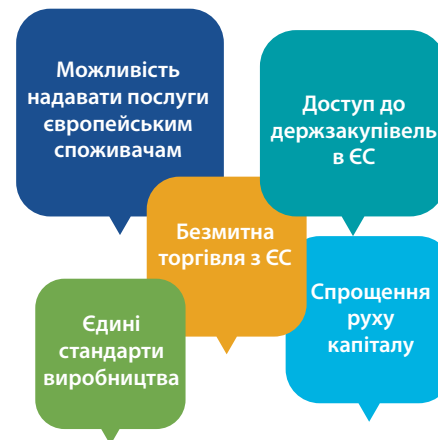 Можливість
надавати послуги
європейським
споживачам
Доступ до
держзакупівель
в ЄС
Безмитна
торгівля з ЄС
Спрощення
руху
капіталу
Єдині
стандарти
виробництва